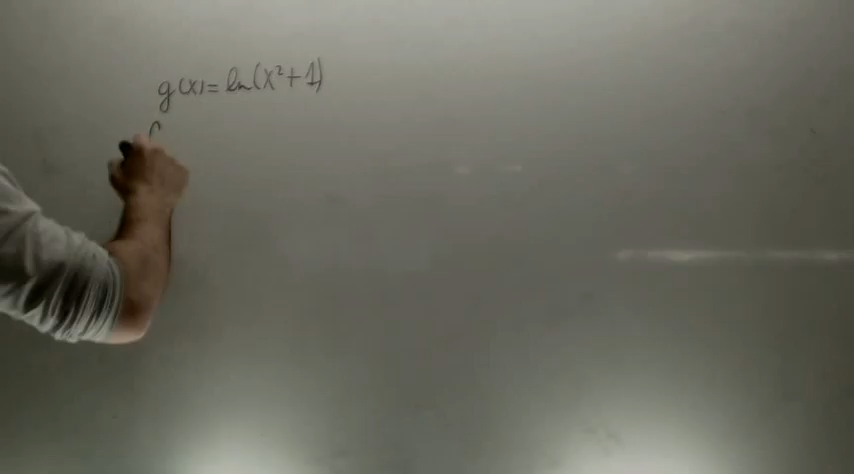 g(x) = ln(x²+1)